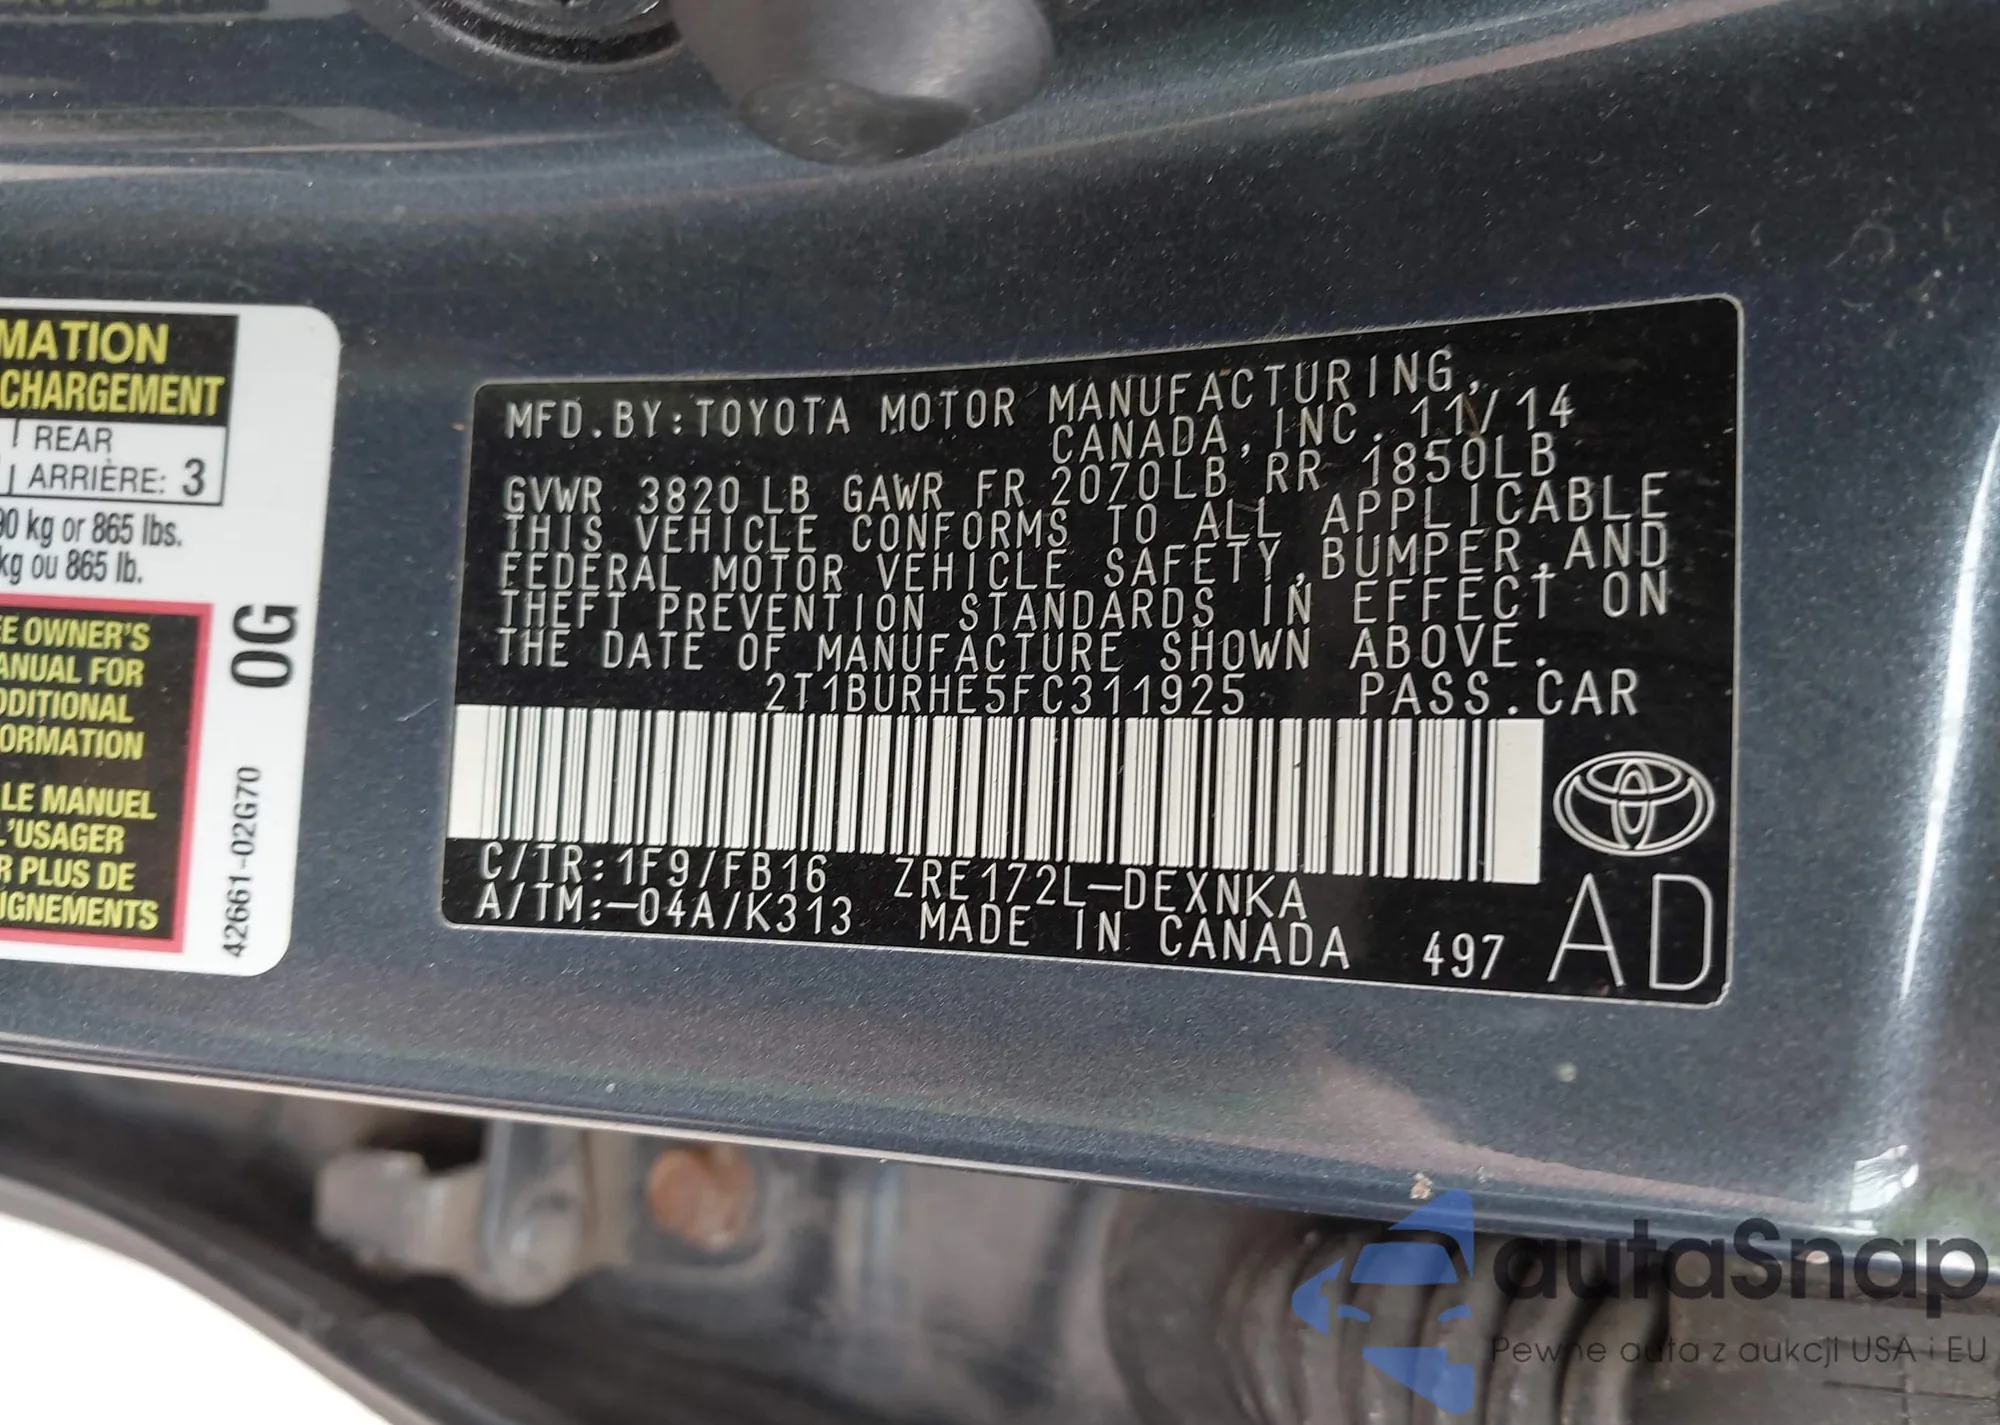 MATION
CHARGEMENT
REAR
ARRIÈRE: 3
90 kg or 865 lbs.
kg ou 865 lb.
OWNER'S
ANUAL FOR
DDITIONAL
ORMATION
LE MANUEL
L'USAGER
R PLUS DE
IGNEMENTS
0G
42661-02G70
MFD.BY:TOYOTA MOTOR MANUFACTURING,
CANADA,INC. 11/14
GVWR 3820LB GAWR FR 2070LB RR 1850LB
THIS VEHICLE CONFORMS TO ALL APPLICABLE
FEDERAL MOTOR VEHICLE SAFETY,BUMPER,AND
THEFT PREVENTION STANDARDS IN EFFECT ON
THE DATE OF MANUFACTURE SHOWN ABOVE.
2T1BURHE5FC311925 PASS.CAR
C/TR:1F9/FB16 ZRE172L-DEXNKA
A/TM:-04A/K313 MADE IN CANADA 497
AD
autaSnap
Pewne auta z aukcji USA i EU